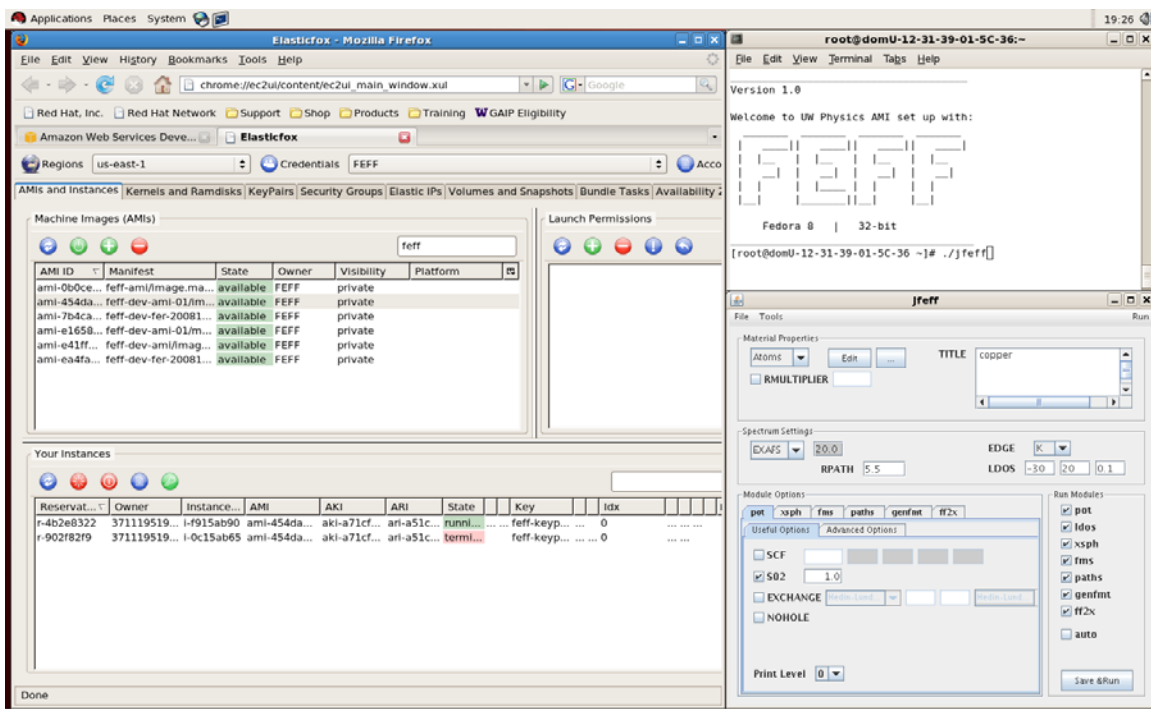 Applications Places System 19:26
Elasticfox - Mozilla Firefox
File Edit View History Bookmarks Tools Help
chrome://ec2ui/content/ec2ui_main_window.xul
Google
Red Hat, Inc. Red Hat Network Support Shop Products Training GAIP Eligibility
Amazon Web Services Deve... Elasticfox
Regions us-east-1 Credentials FEFF Acco
AMIs and Instances Kernels and Ramdisks KeyPairs Security Groups Elastic IPs Volumes and Snapshots Bundle Tasks Availability
Machine Images (AMIs)
feff
AMI ID Manifest State Owner Visibility Platform
ami-0b0ce... feff-ami/image.ma... available FEFF private
ami-454da... feff-dev-ami-01/im... available FEFF private
ami-7b4ca... feff-dev-fer-20081... available FEFF private
ami-e1658... feff-dev-ami-01/m... available FEFF private
ami-e41ff... feff-dev-ami/imag... available FEFF private
ami-ea4fa... feff-dev-fer-20081... available FEFF private
Launch Permissions
Your Instances
Reservat... Owner Instance... AMI AKI ARI State Key Idx
r-4b2e8322 371119519... i-f915ab90 ami-454da... aki-a71cf... ari-a51c... runni... ... ... feff-keyp... ... ... 0 ... ... ...
r-902f82f9 371119519... i-0c15ab65 ami-454da... aki-a71cf... ari-a51c... termi... feff-keyp... ... ... 0 ... ...
Done
root@domU-12-31-39-01-5C-36:~
File Edit View Terminal Tabs Help
Version 1.0
Welcome to UW Physics AMI set up with:
FEFF
Fedora 8 | 32-bit
[root@domU-12-31-39-01-5C-36 ~]# ./jfeff
Jfeff
File Tools Run
Material Properties
Atoms Edit ... TITLE copper
RMULTIPLIER
Spectrum Settings
EXAFS 20.0 EDGE K
RPATH 5.5 LDOS -30 20 0.1
Module Options
pot xsph fms paths genfmt ff2x
Useful Options Advanced Options
SCF
S02 1.0
EXCHANGE Hedin-Lund... Hedin-Lund...
NOHOLE
Print Level 0
Run Modules
pot
ldos
xsph
fms
paths
genfmt
ff2x
auto
Save &Run